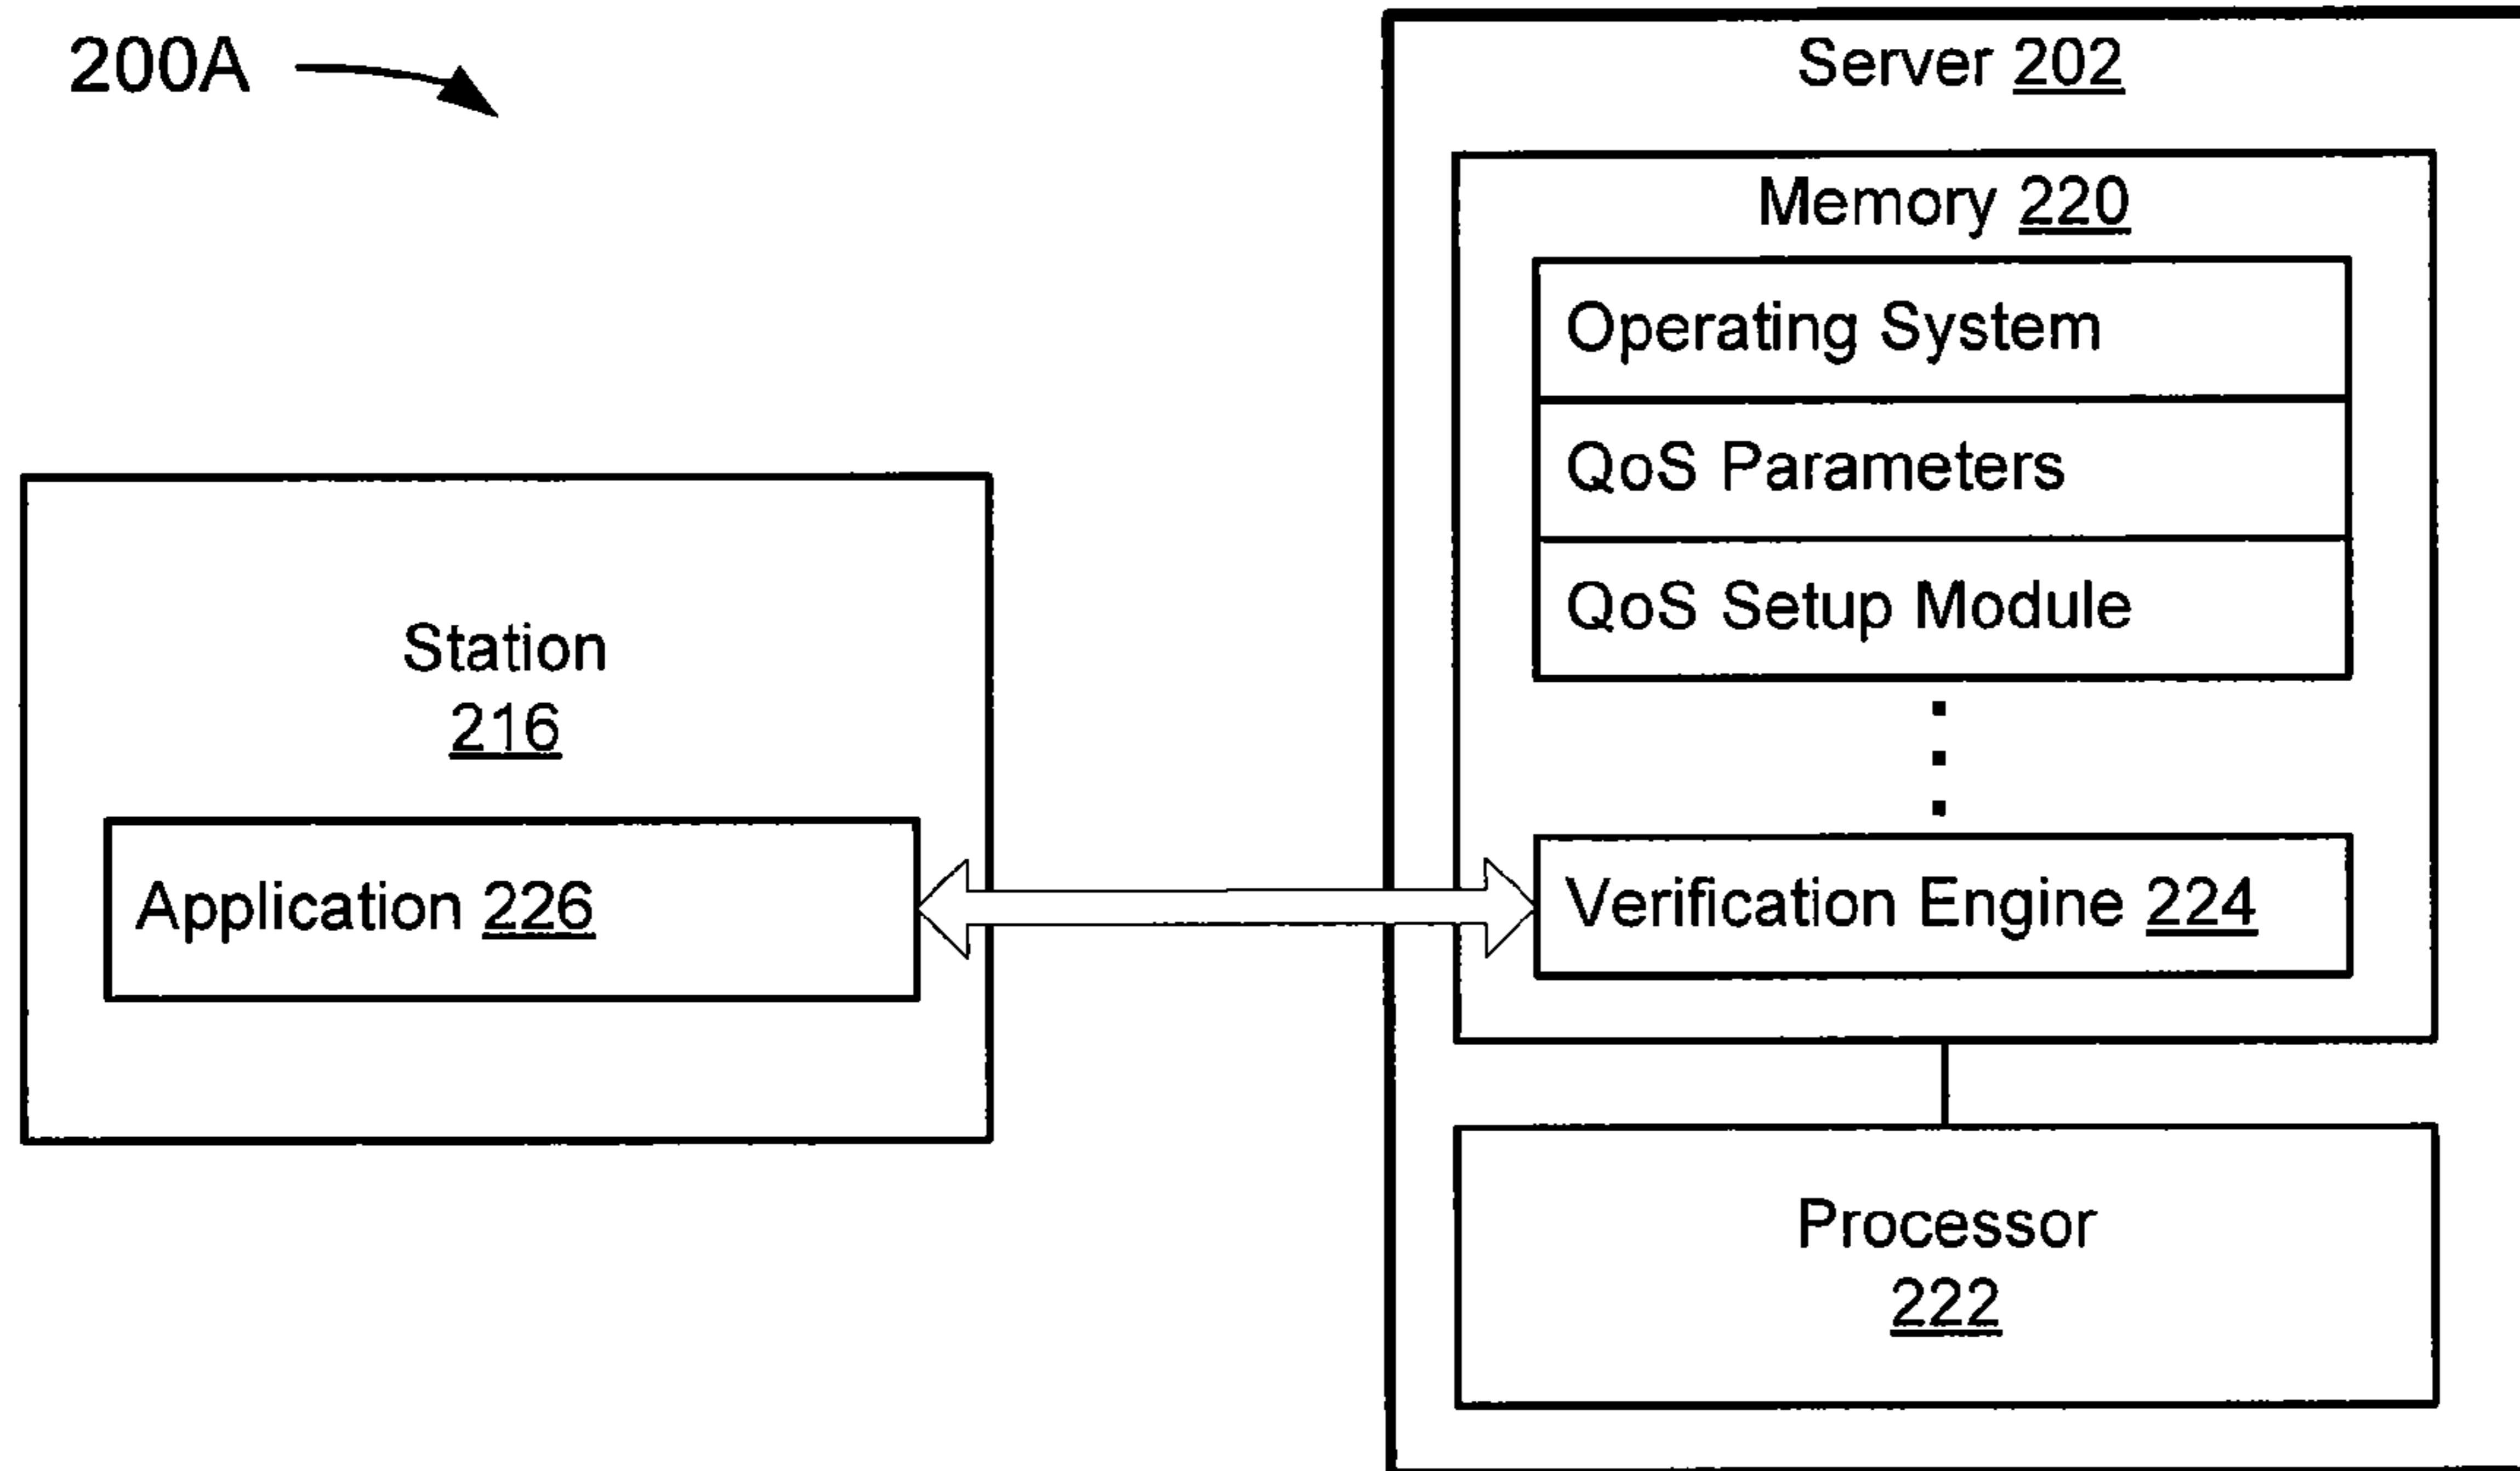 200A
Server 202
Memory 220
Operating System
QoS Parameters
QoS Setup Module
Station
216
Application 226
Verification Engine 224
Processor
222